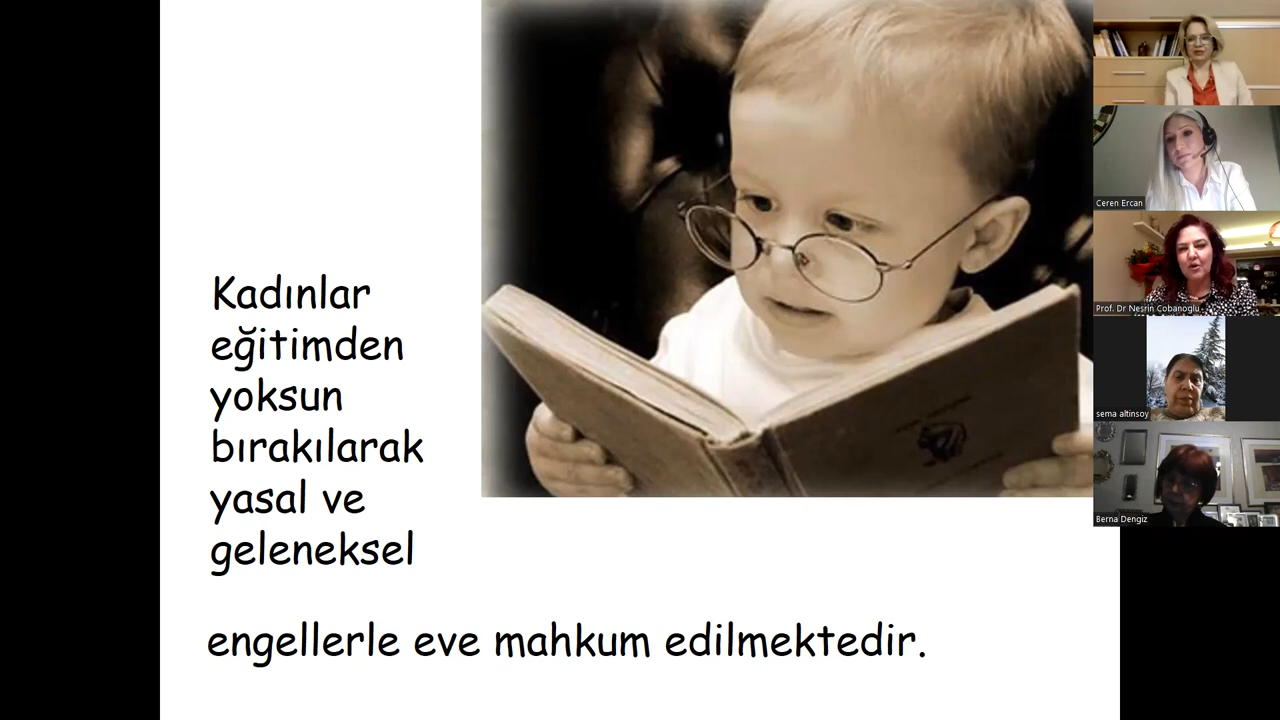 Kadınlar
eğitimden
yoksun
bırakılarak
yasal ve
geleneksel
engellerle eve mahkum edilmektedir.
Ceren Ercan
Prof. Dr Nesrin Cobanoglu
sema altinsoy
Berna Dengiz